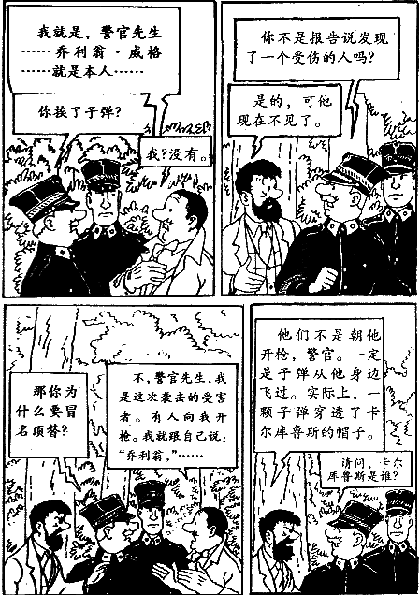 我就是，警官先生
……乔利翁·威格
……就是本人……
你挨了子弹？
我？没有。
你不是报告说发现
了一个受伤的人吗？
是的，可他
现在不见了。
那你为
什么要冒
名顶替？
不，警官先生，我
是这次袭击的受害
者。有人向我开
枪。我就跟自己说：
“乔利翁，”……
他们不是朝他
开枪，警官。一定
是子弹从他身边
飞过。实际上，一
颗子弹穿透了卡
尔库鲁斯的帽子。
请问，卡尔
库鲁斯是谁？